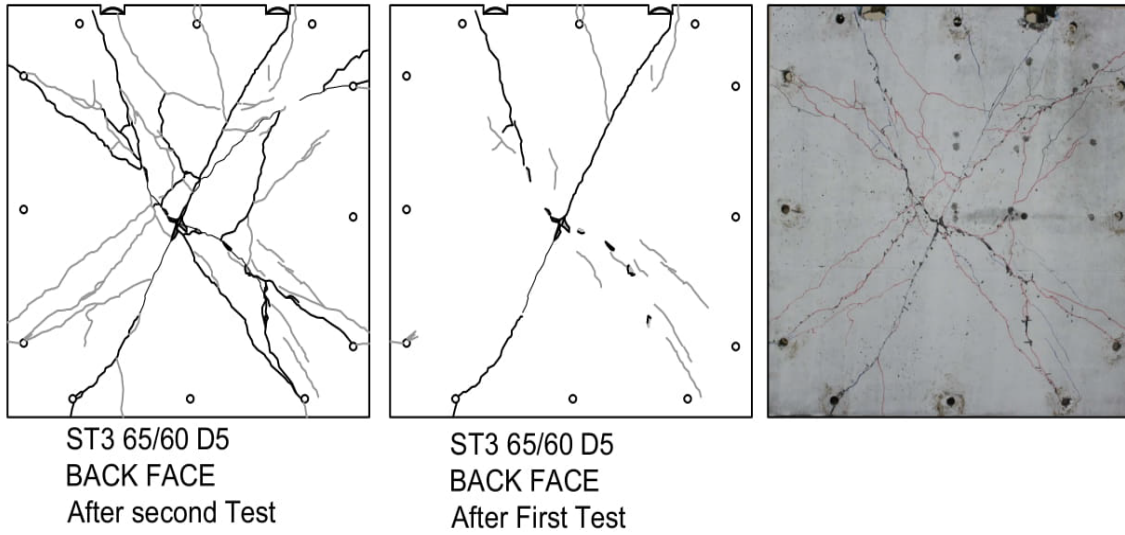 ST3 65/60 D5
BACK FACE
After second Test
ST3 65/60 D5
BACK FACE
After First Test